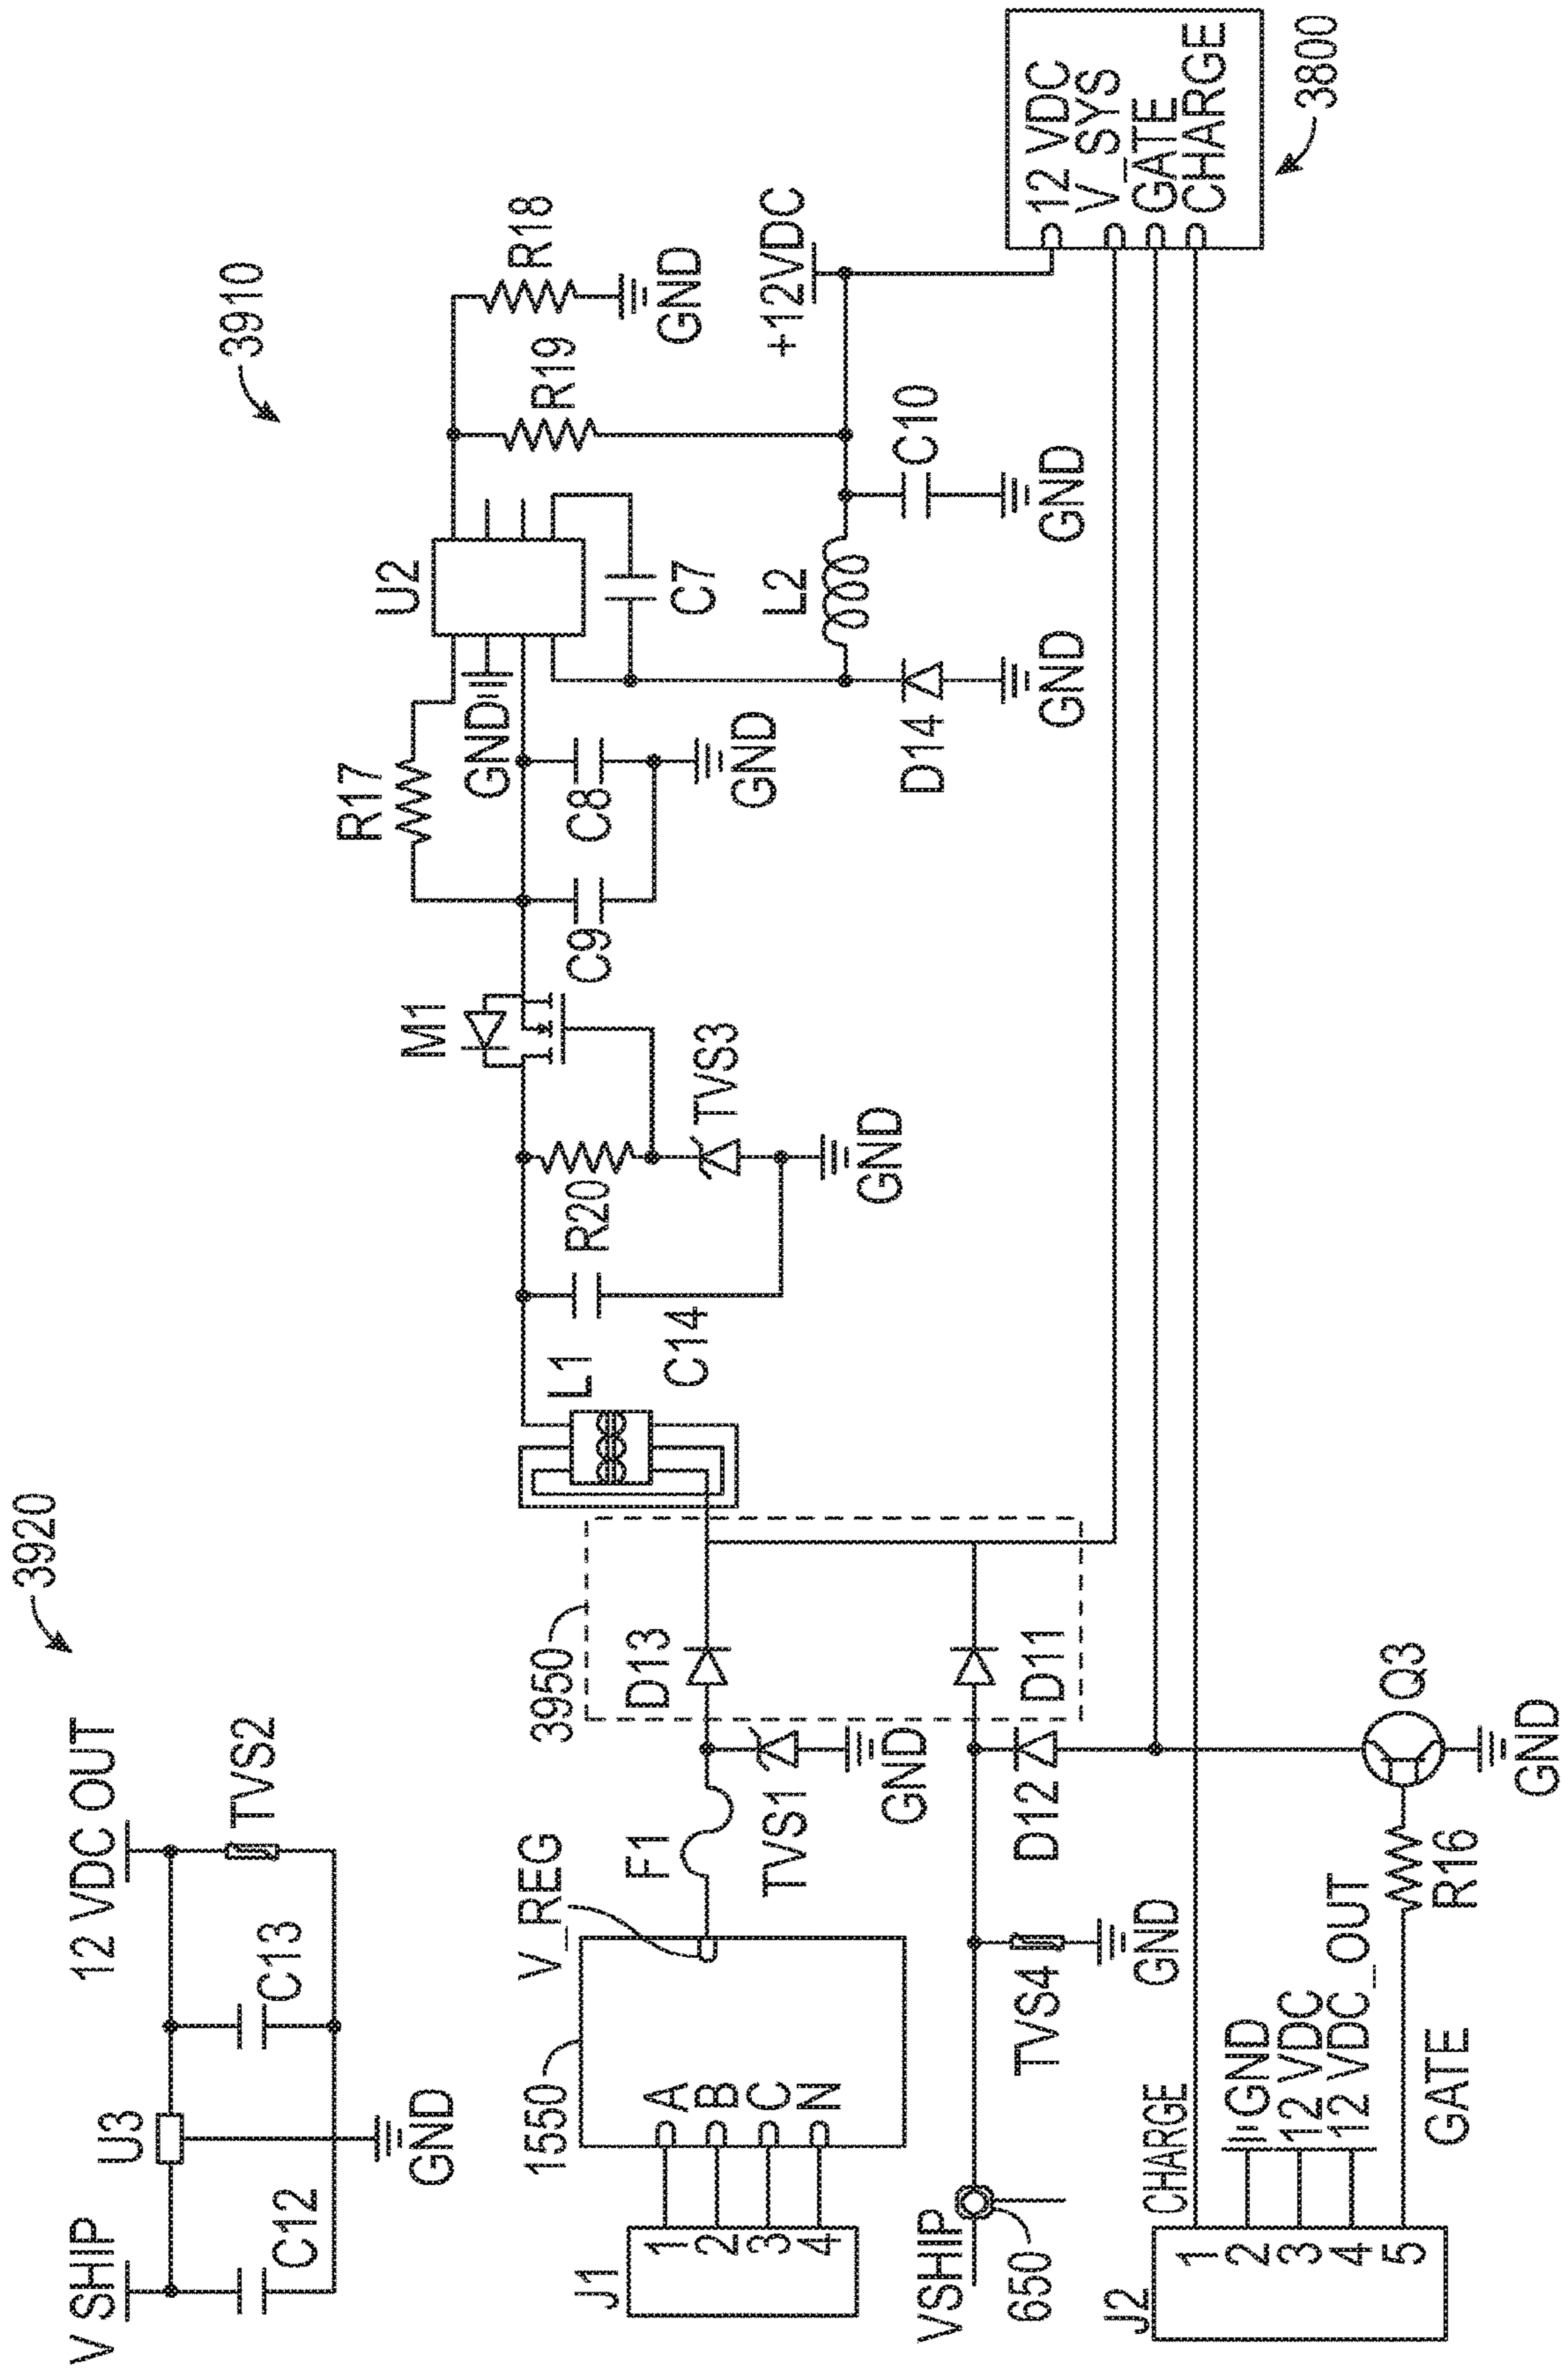 3920
V SHIP
12 VDC OUT
U3
C12
C13
TVS2
GND
3910
U2
R17
M1
GND
R18
R19
L1
R20
C9
C8
C7
C14
TVS3
GND
GND
GND
L2
+12VDC
C10
D14
GND
GND
3950
D13
V_REG
F1
1550
A
B
C
N
J1
1
2
3
4
TVS1
GND
VSHIP
650
D11
D12
TVS4
GND
12 VDC
V_SYS
GATE
CHARGE
3800
CHARGE
J2
1
2
3
4
5
GND
12 VDC
12 VDC_OUT
GATE
R16
Q3
GND